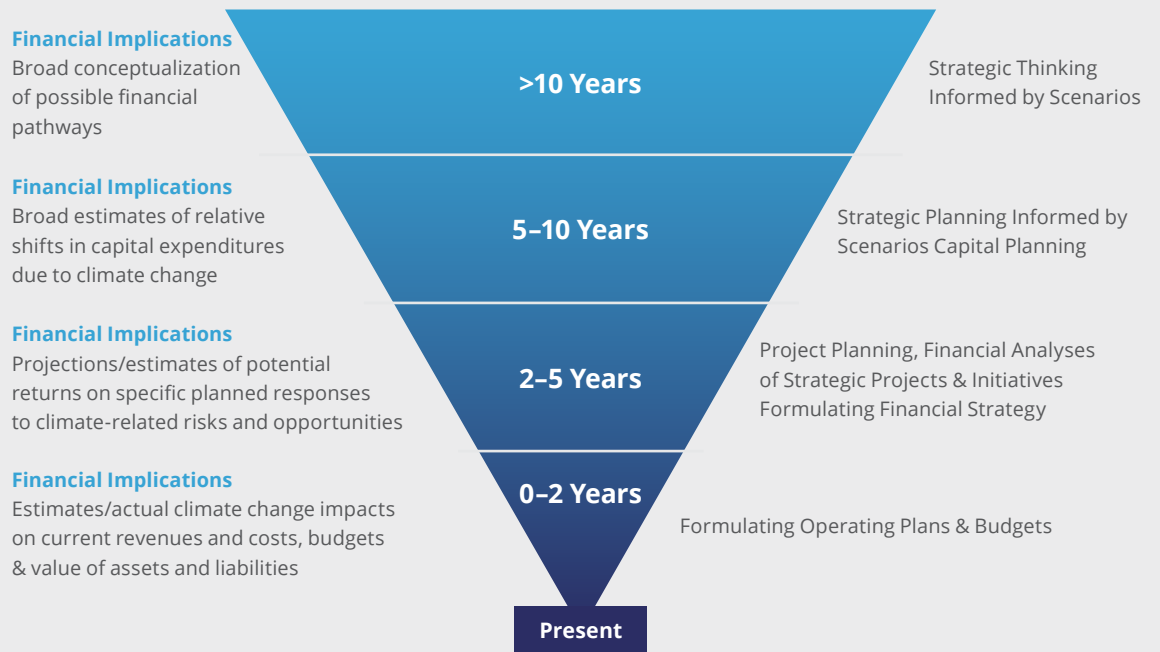 Financial Implications
Broad conceptualization
of possible financial
pathways
>10 Years
Strategic Thinking
Informed by Scenarios
Financial Implications
Broad estimates of relative
shifts in capital expenditures
due to climate change
5–10 Years
Strategic Planning Informed by
Scenarios Capital Planning
Financial Implications
Projections/estimates of potential
returns on specific planned responses
to climate-related risks and opportunities
2–5 Years
Project Planning, Financial Analyses
of Strategic Projects & Initiatives
Formulating Financial Strategy
Financial Implications
Estimates/actual climate change impacts
on current revenues and costs, budgets
& value of assets and liabilities
0–2 Years
Formulating Operating Plans & Budgets
Present